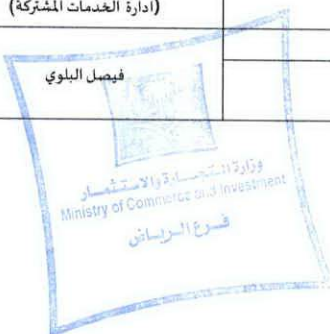 (ادارة الخدمات المشتركة)
فيصل البلوي
وزارة التجارة والاستثمار
Ministry of Commerce and Investment
فرع الرياض